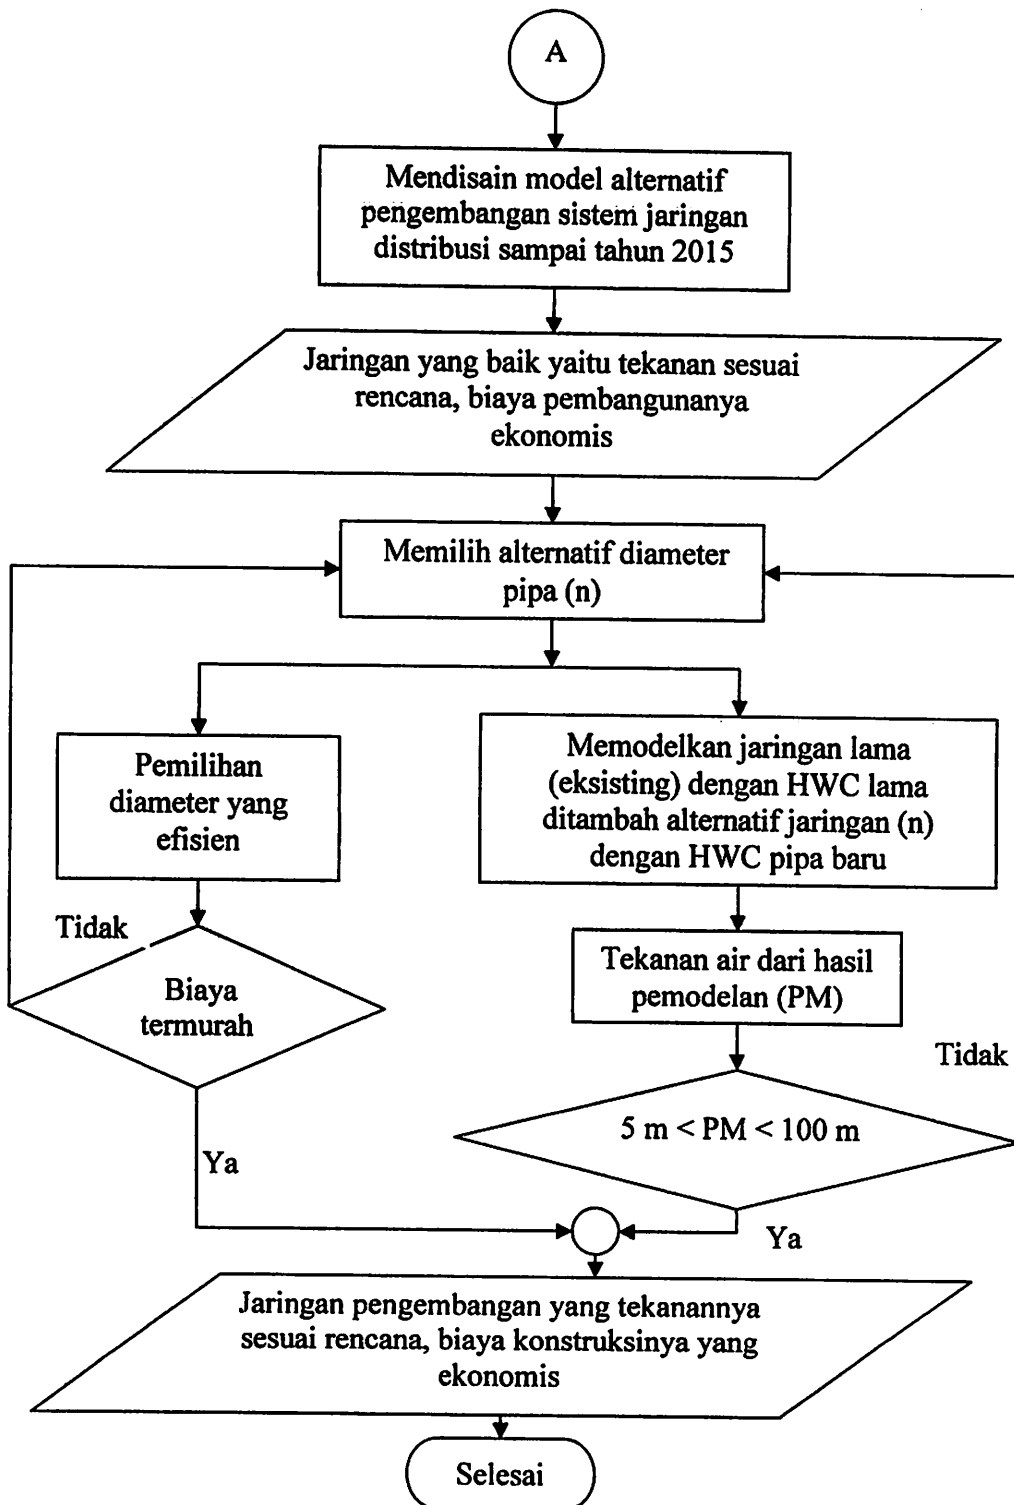 A
Mendisain model alternatif
pengembangan sistem jaringan
distribusi sampai tahun 2015
Jaringan yang baik yaitu tekanan sesuai
rencana, biaya pembangunanya
ekonomis
Memilih alternatif diameter
pipa (n)
Pemilihan
diameter yang
efisien
Memodelkan jaringan lama
(eksisting) dengan HWC lama
ditambah alternatif jaringan (n)
dengan HWC pipa baru
Tidak
Biaya
termurah
Tekanan air dari hasil
pemodelan (PM)
Tidak
5 m < PM < 100 m
Ya
Ya
Jaringan pengembangan yang tekanannya
sesuai rencana, biaya konstruksinya yang
ekonomis
Selesai